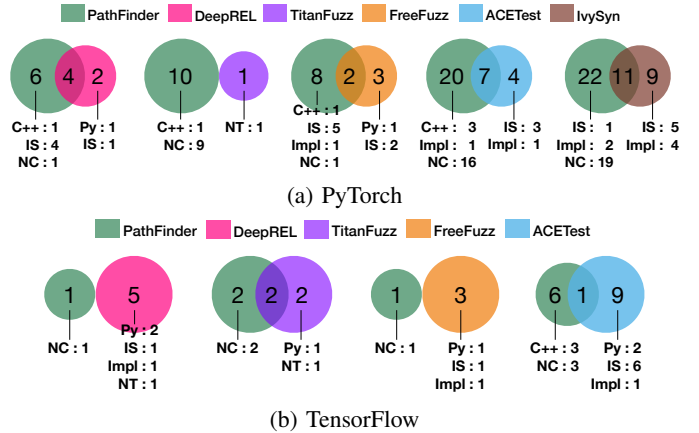 PathFinder DeepREL TitanFuzz FreeFuzz ACETest IvySyn
6 4 2 10 1 8 2 3 20 7 4 22 11 9
C++ : 1 Py : 1 C++ : 1 NT : 1 C++ : 1 Py : 1 C++ : 3 IS : 3 IS : 1 IS : 5
IS : 4 IS : 1 NC : 9 IS : 5 IS : 2 Impl : 1 Impl : 1 Impl : 2 Impl : 4
NC : 1 Impl : 1 NC : 16 NC : 19
NC : 1
(a) PyTorch
PathFinder DeepREL TitanFuzz FreeFuzz ACETest
1 5 2 2 2 1 3 6 1 9
NC : 1 Py : 2 NC : 2 Py : 1 NC : 1 Py : 1 C++ : 3 Py : 2
IS : 1 NT : 1 IS : 1 NC : 3 IS : 6
Impl : 1 Impl : 1 Impl : 1
NT : 1
(b) TensorFlow